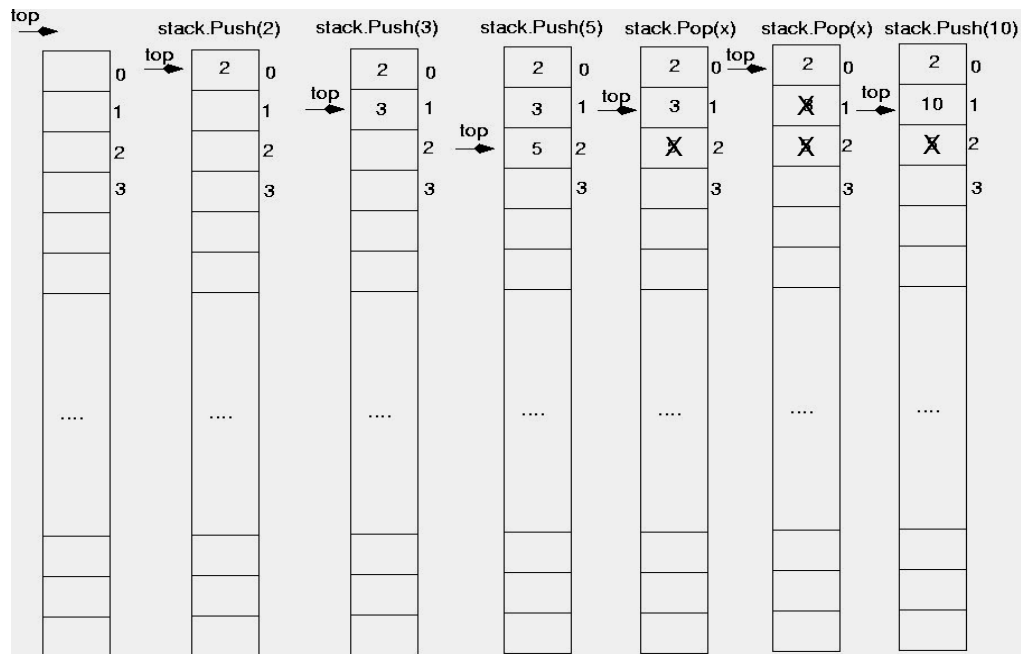 top
stack.Push(2) stack.Push(3) stack.Push(5) stack.Pop(x) stack.Pop(x) stack.Push(10)
top 2 0 2 0 2 0 2 0 top 2 0 2 0
0
1 1 top 3 1 3 1 top 3 1 1 top 10 1
2 2 2 top 5 2 2 2 2
3 3 3 3 3 3 3
.... .... .... .... .... .... ....